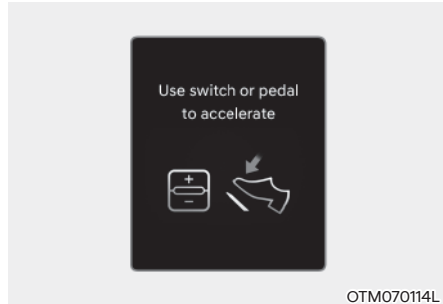 Use switch or pedal
to accelerate
+
−
OTM070114L